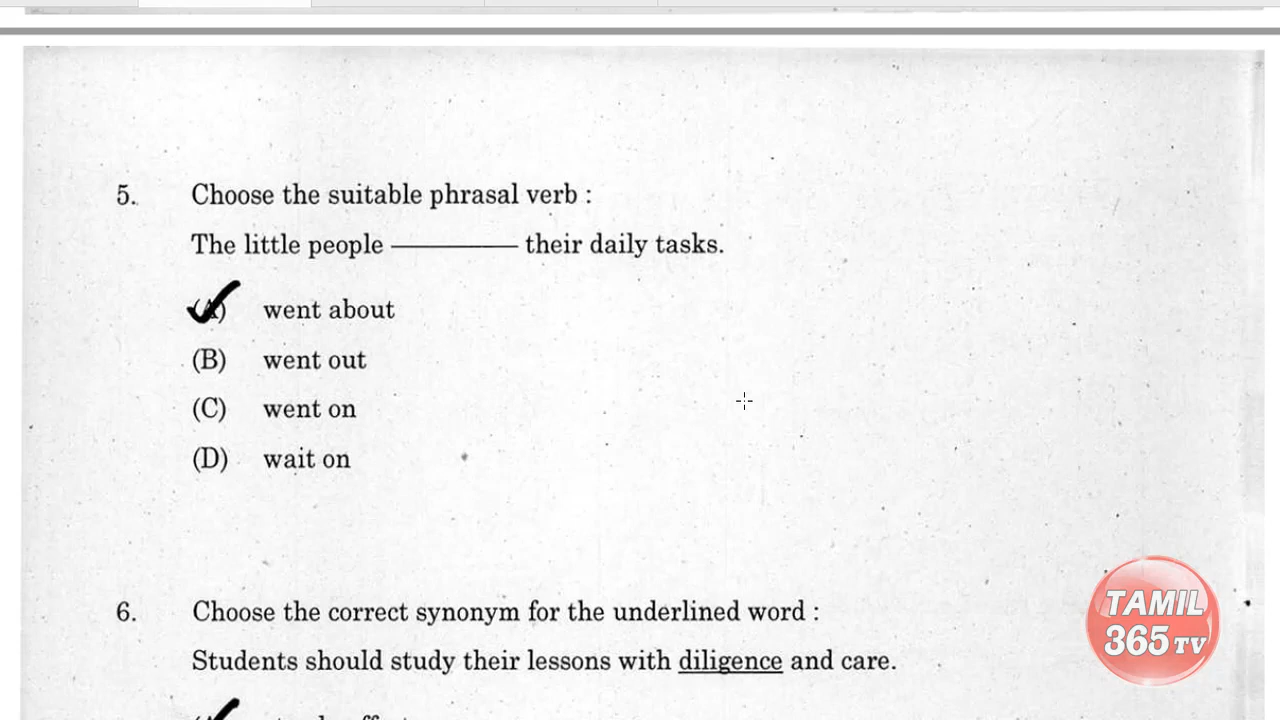 5. Choose the suitable phrasal verb :
The little people ———— their daily tasks.
(A) went about
(B) went out
(C) went on
(D) wait on
6. Choose the correct synonym for the underlined word :
Students should study their lessons with diligence and care.
TAMIL
365 TV